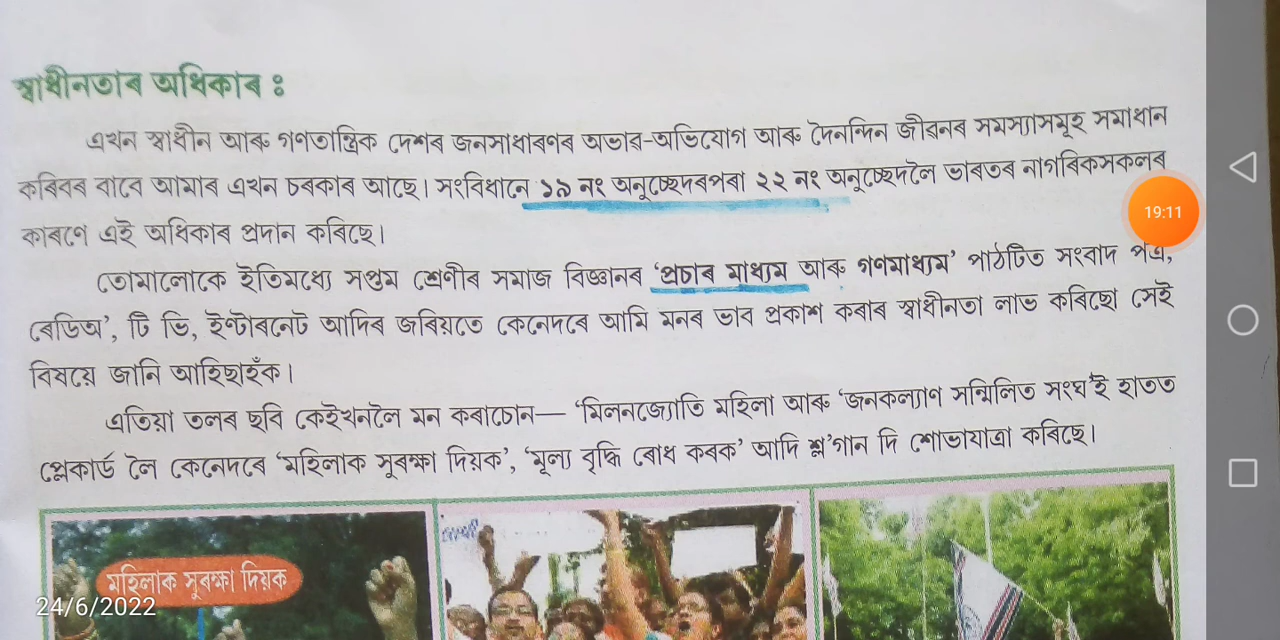 স্বাধীনতাৰ অধিকাৰ ঃ
এখন স্বাধীন আৰু গণতান্ত্ৰিক দেশৰ জনসাধাৰণৰ অভাৱ-অভিযোগ আৰু দৈনন্দিন জীৱনৰ সমস্যাসমূহ সমাধান
কৰিবৰ বাবে আমাৰ এখন চৰকাৰ আছে। সংবিধানে ১৯ নং অনুচ্ছেদৰপৰা ২২ নং অনুচ্ছেদলৈ ভাৰতৰ নাগৰিকসকলৰ
কাৰণে এই অধিকাৰ প্ৰদান কৰিছে।
19:11
তোমালোকে ইতিমধ্যে সপ্তম শ্ৰেণীৰ সমাজ বিজ্ঞানৰ ‘প্ৰচাৰ মাধ্যম আৰু গণমাধ্যম’ পাঠটিত সংবাদ পত্ৰ,
ৰেডিঅ’, টি ভি, ইণ্টাৰনেট আদিৰ জৰিয়তে কেনেদৰে আমি মনৰ ভাব প্ৰকাশ কৰাৰ স্বাধীনতা লাভ কৰিছো সেই
বিষয়ে জানি আহিছাহঁক।
এতিয়া তলৰ ছবি কেইখনলৈ মন কৰাচোন— ‘মিলনজ্যোতি মহিলা আৰু ‘জনকল্যাণ সন্মিলিত সংঘ’ই হাতত
প্লেকাৰ্ড লৈ কেনেদৰে ‘মহিলাক সুৰক্ষা দিয়ক’, ‘মূল্য বৃদ্ধি ৰোধ কৰক’ আদি শ্ল’গান দি শোভাযাত্ৰা কৰিছে।
মহিলাক সুৰক্ষা দিয়ক
24/6/2022